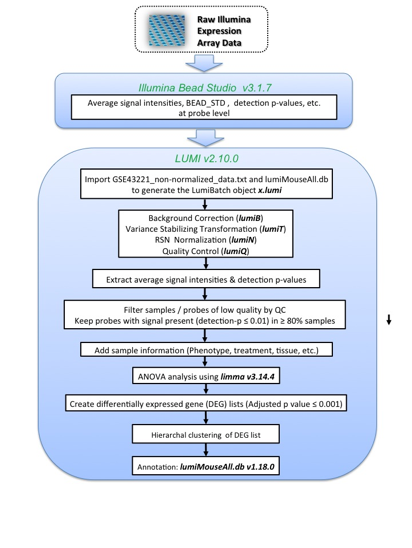 Raw Illumina
Expression
Array Data
Illumina Bead Studio v3.1.7
Average signal intensities, BEAD_STD , detection p-values, etc.
at probe level
LUMI v2.10.0
Import GSE43221_non-normalized_data.txt and lumiMouseAll.db
to generate the LumiBatch object x.lumi
Background Correction (lumiB)
Variance Stabilizing Transformation (lumiT)
RSN Normalization (lumiN)
Quality Control (lumiQ)
Extract average signal intensities & detection p-values
Filter samples / probes of low quality by QC
Keep probes with signal present (detection-p ≤ 0.01) in ≥ 80% samples
Add sample information (Phenotype, treatment, tissue, etc.)
ANOVA analysis using limma v3.14.4
Create differentially expressed gene (DEG) lists (Adjusted p value ≤ 0.001)
Hierarchal clustering of DEG list
Annotation: lumiMouseAll.db v1.18.0